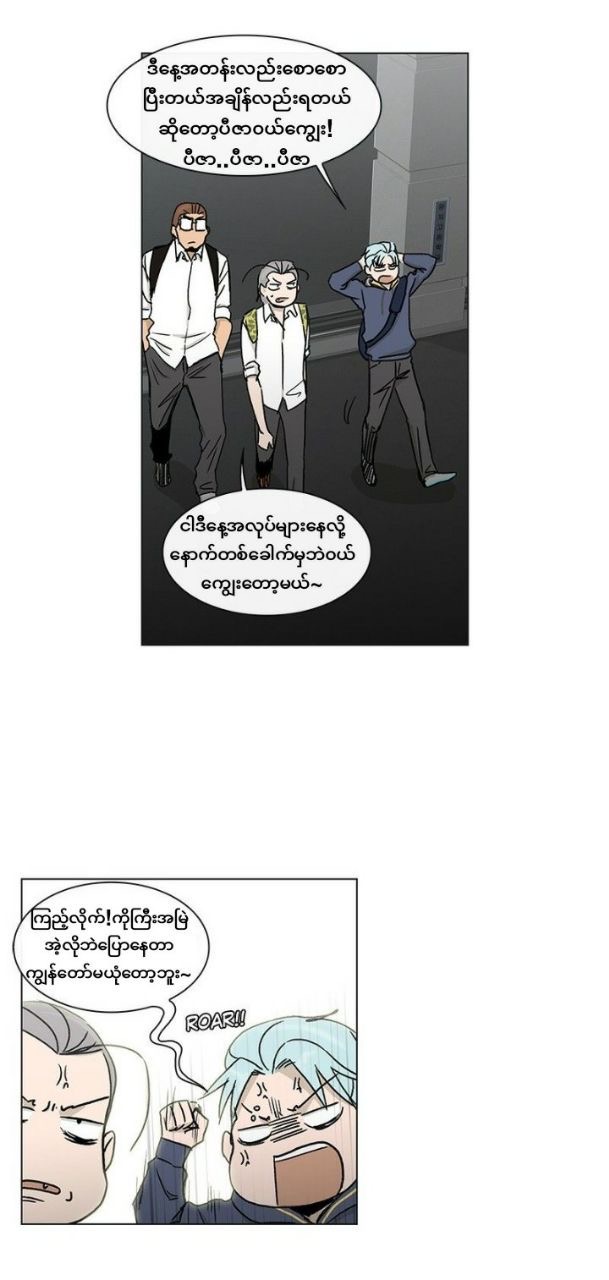 ဒီနေ့အတန်းလည်းစောစော
ပြီးတယ်အချိန်လည်းရတယ်
ဆိုတော့ပီဇာဝယ်ကျွေး!
ပီဇာ..ပီဇာ..ပီဇာ
ငါဒီနေ့အလုပ်များနေလို့
နောက်တစ်ခေါက်မှဘဲဝယ်
ကျွေးတော့မယ်~
ကြည့်လိုက်!ကိုကြီးအမြဲ
အဲ့လိုဘဲပြောနေတာ
ကျွန်တော်မယုံတော့ဘူး~
ROAR!!